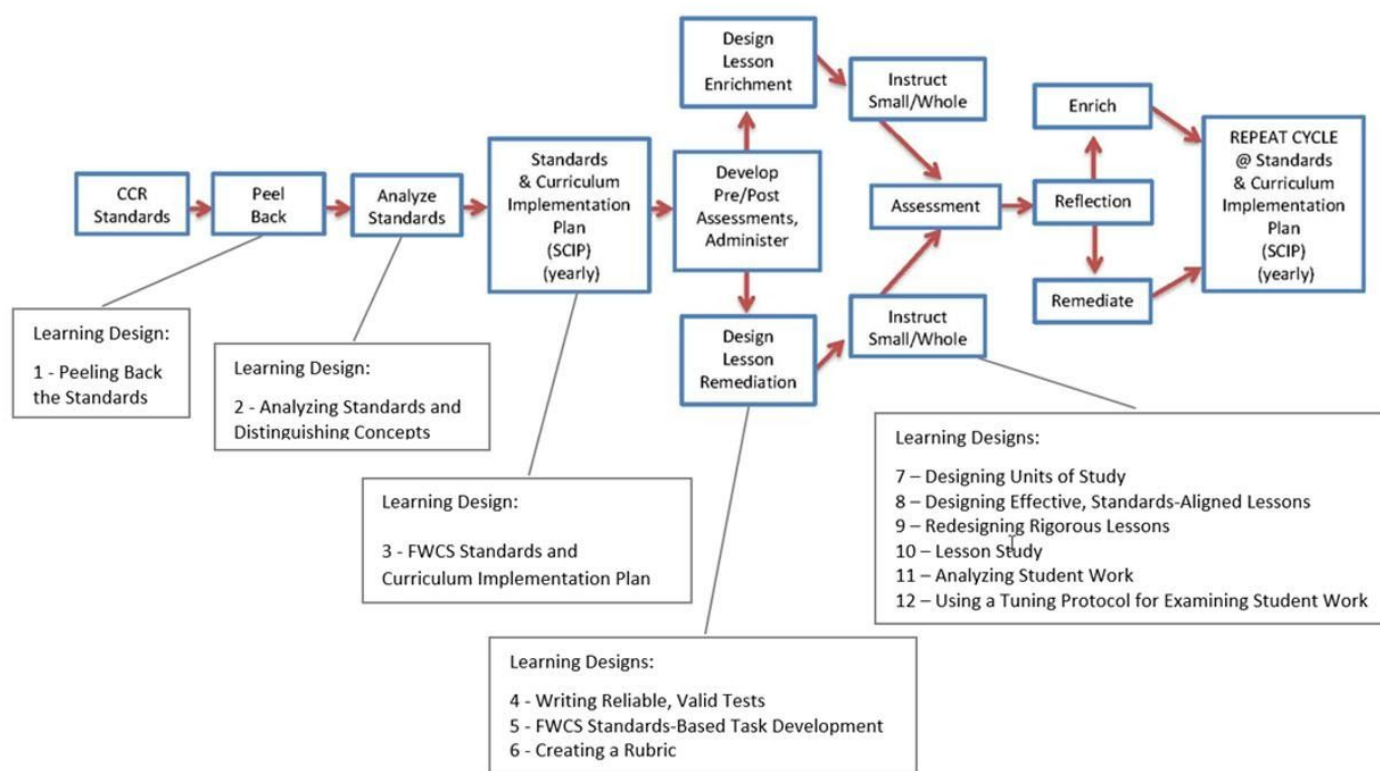 CCR
Standards
Peel
Back
Analyze
Standards
Standards
& Curriculum
Implementation
Plan
(SCIP)
(yearly)
Design
Lesson
Enrichment
Develop
Pre/Post
Assessments,
Administer
Design
Lesson
Remediation
Instruct
Small/Whole
Instruct
Small/Whole
Assessment
Reflection
Enrich
Remediate
REPEAT CYCLE
@ Standards
& Curriculum
Implementation
Plan
(SCIP)
(yearly)
Learning Design:
1 - Peeling Back
the Standards
Learning Design:
2 - Analyzing Standards and
Distinguishing Concepts
Learning Design:
3 - FWCS Standards and
Curriculum Implementation Plan
Learning Designs:
4 - Writing Reliable, Valid Tests
5 - FWCS Standards-Based Task Development
6 - Creating a Rubric
Learning Designs:
7 – Designing Units of Study
8 – Designing Effective, Standards-Aligned Lessons
9 – Redesigning Rigorous Lessons
10 – Lesson Study
11 – Analyzing Student Work
12 – Using a Tuning Protocol for Examining Student Work